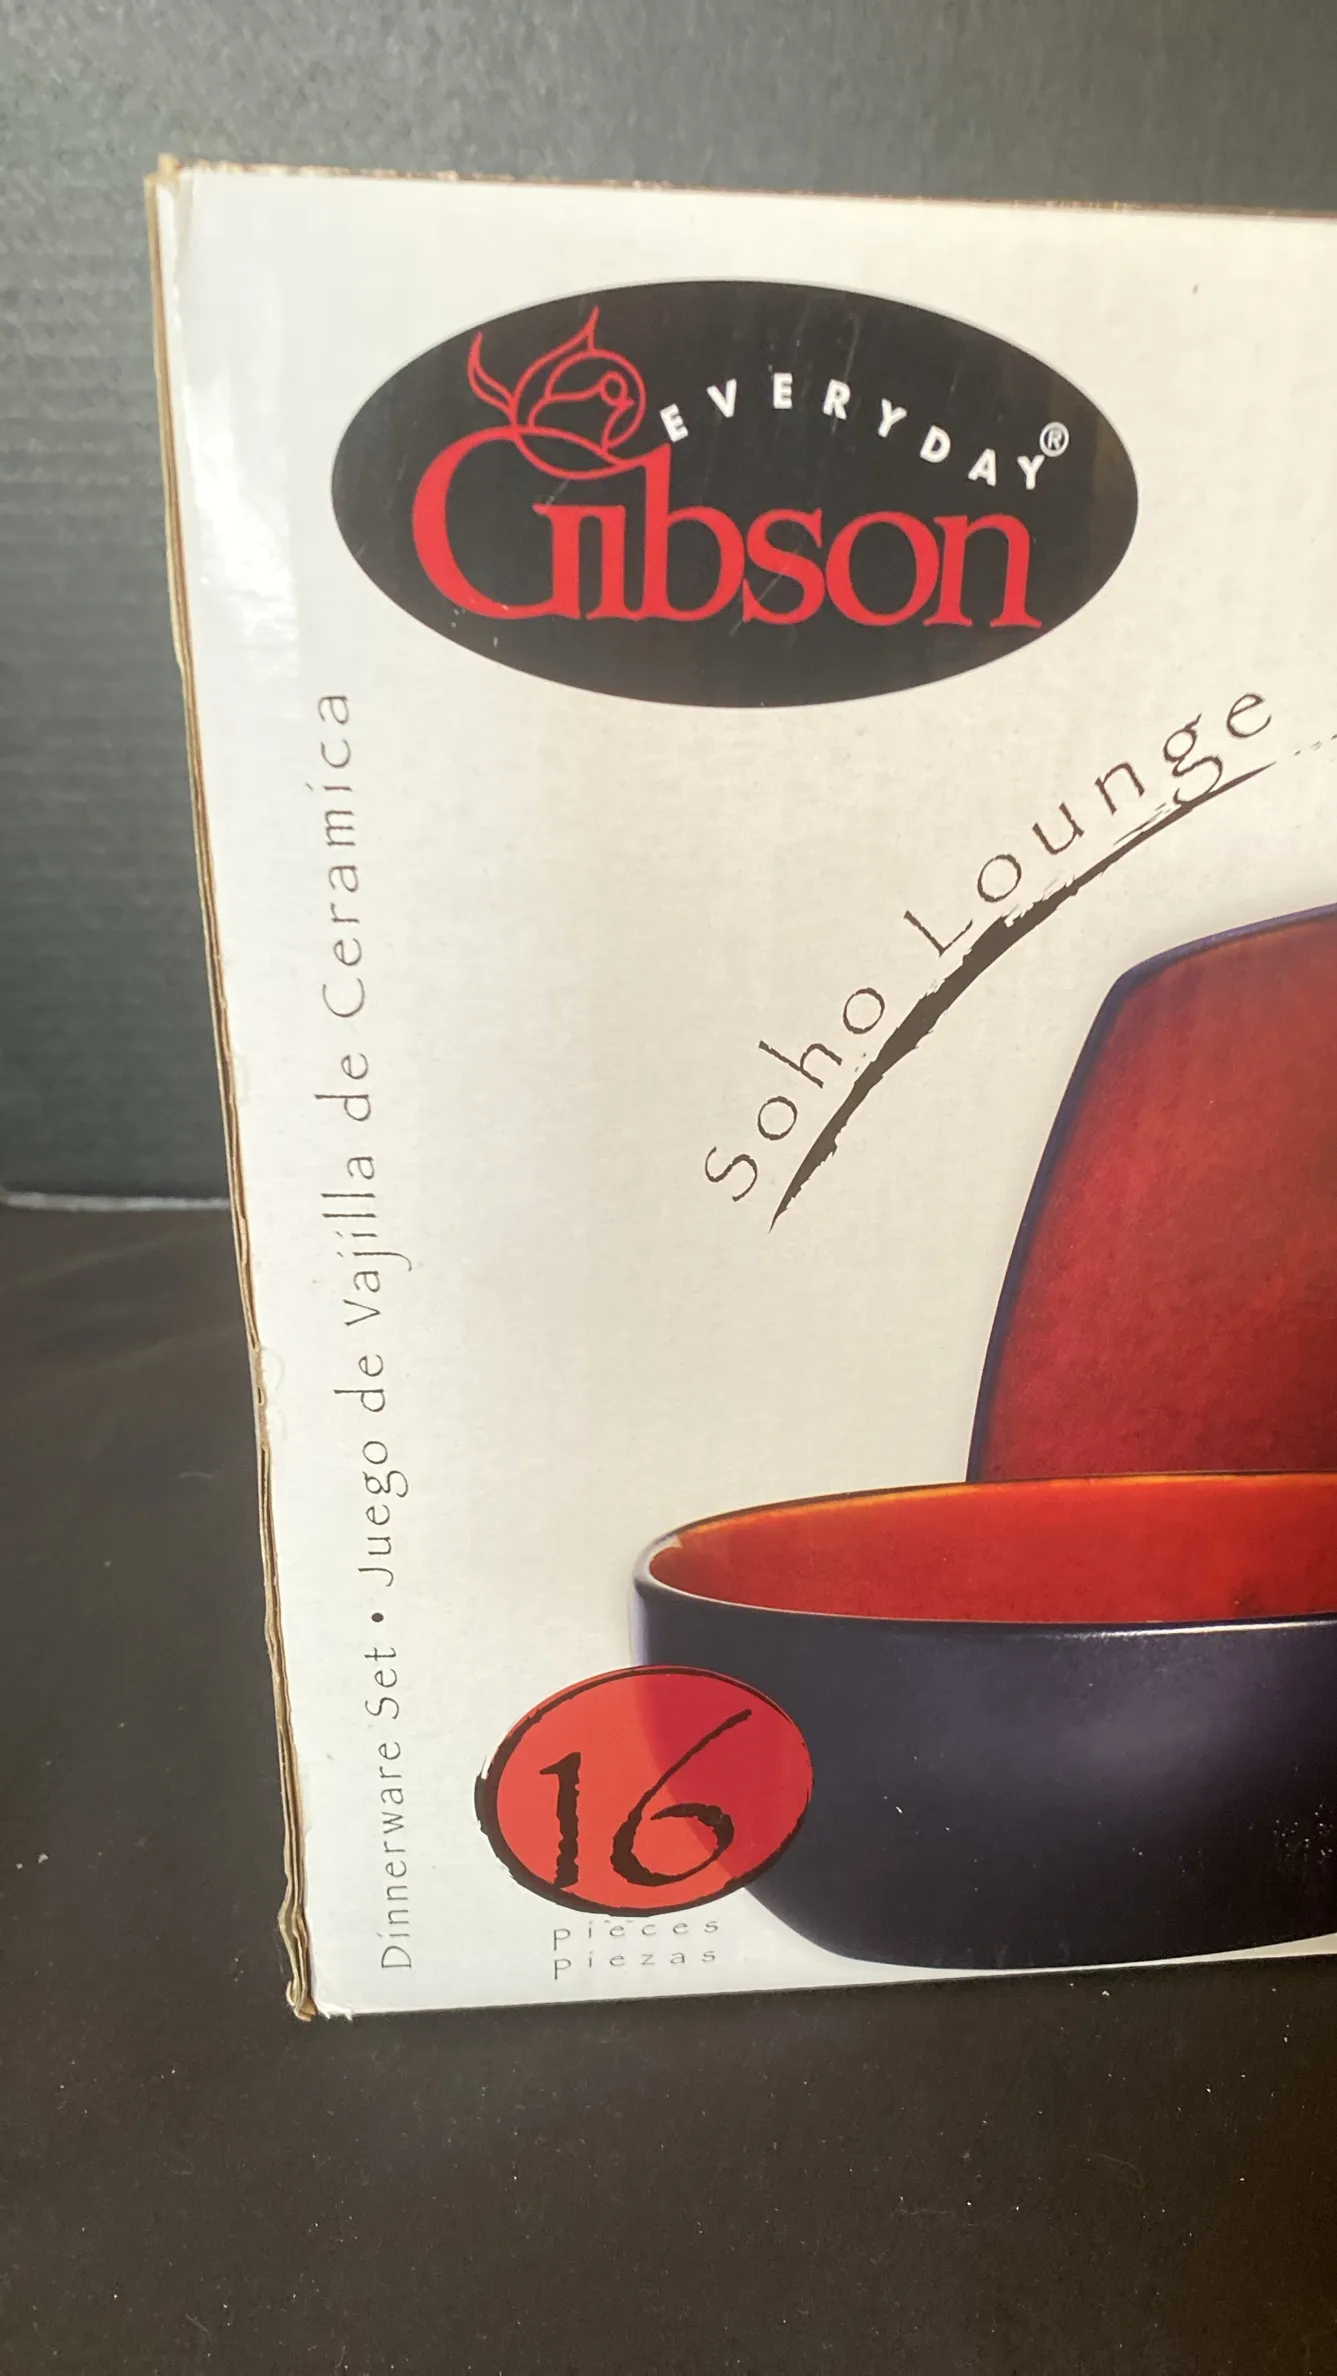 EVERYDAY®
Gibson
Soho Lounge
Dinnerware Set • Juego de Vajilla de Ceramica
16
pieces
piezas